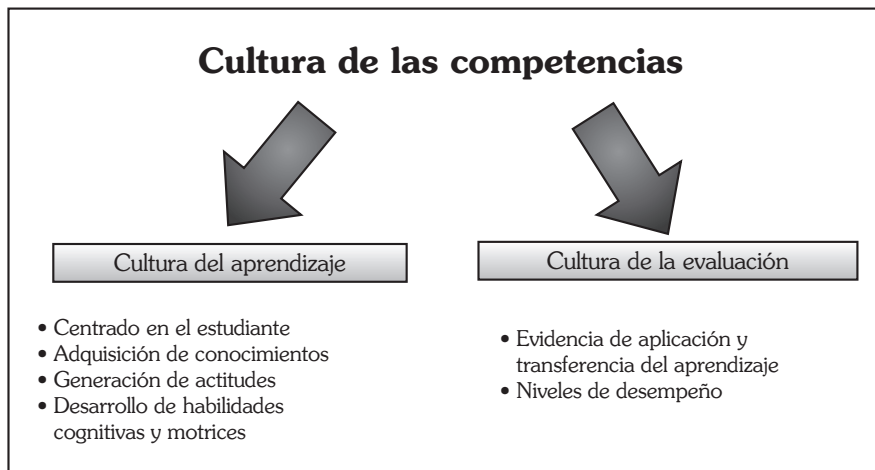 Cultura de las competencias
Cultura del aprendizaje
• Centrado en el estudiante
• Adquisición de conocimientos
• Generación de actitudes
• Desarrollo de habilidades
cognitivas y motrices
Cultura de la evaluación
• Evidencia de aplicación y
transferencia del aprendizaje
• Niveles de desempeño